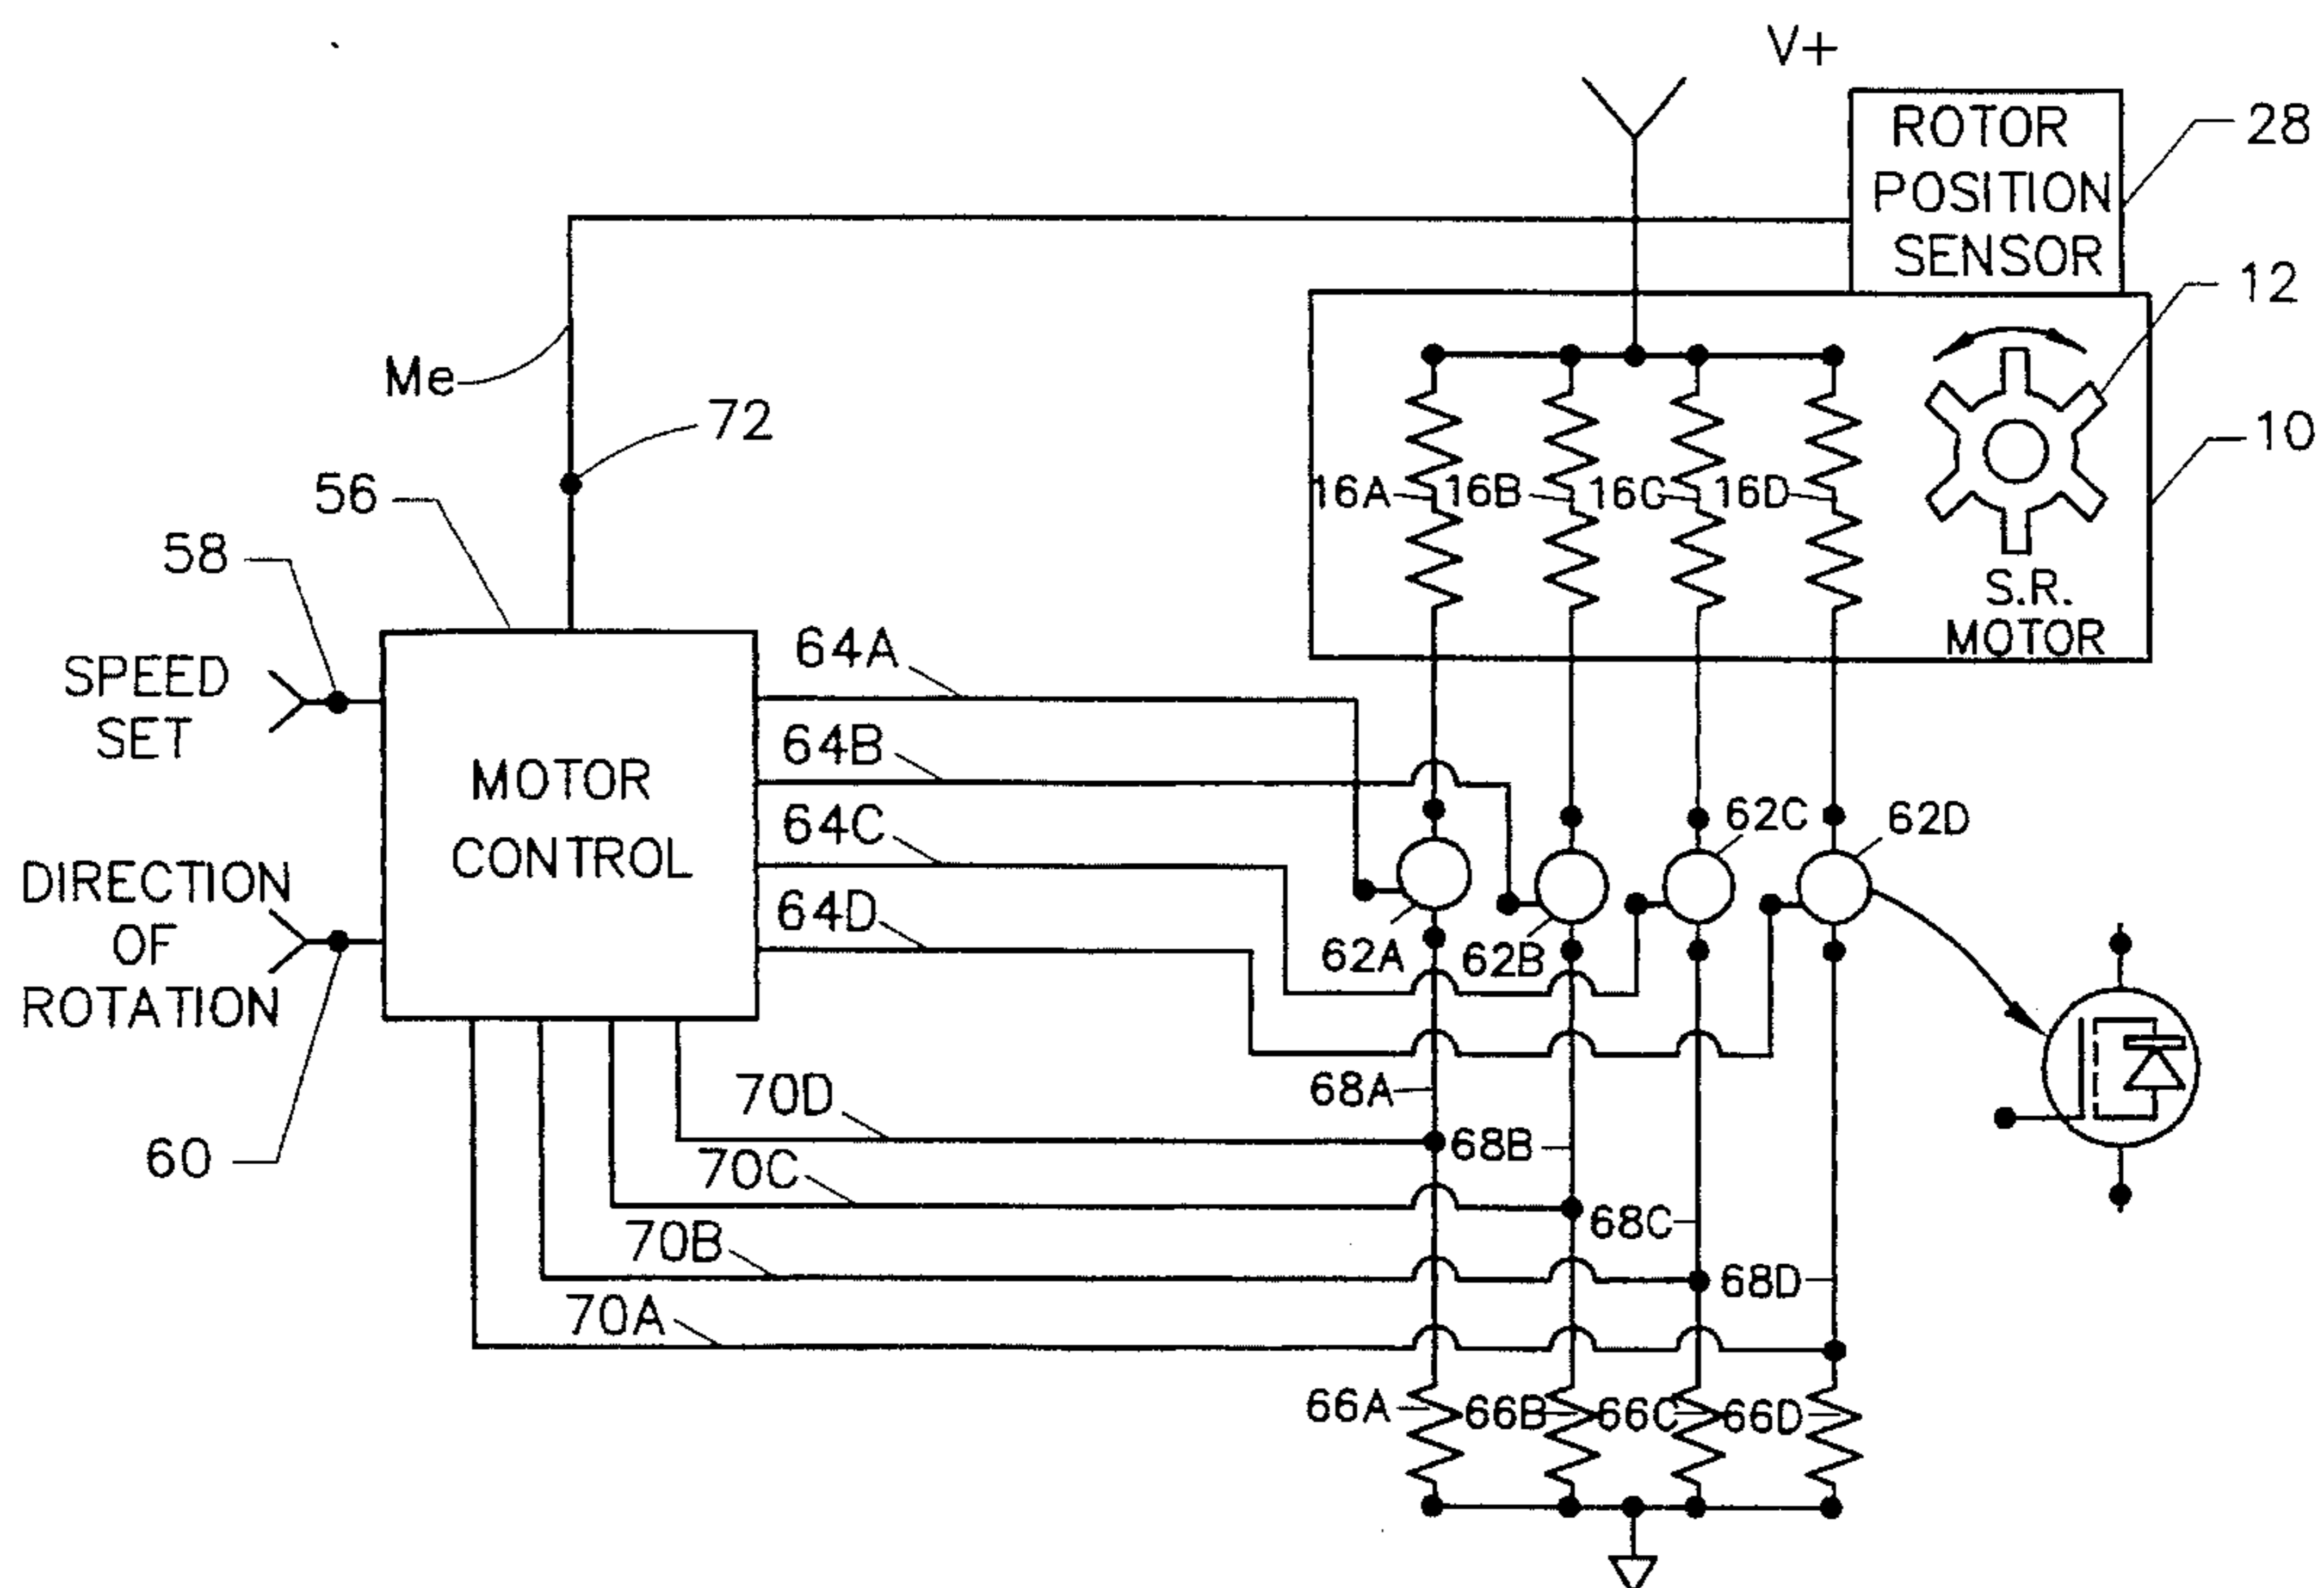 V+
ROTOR
POSITION
SENSOR
28
12
10
Me
72
56
58
SPEED
SET
MOTOR
CONTROL
DIRECTION
OF
ROTATION
60
16A
16B
16C
16D
S.R.
MOTOR
64A
64B
64C
64D
62A
62B
62C
62D
68A
68B
68C
68D
70D
70C
70B
70A
66A
66B
66C
66D